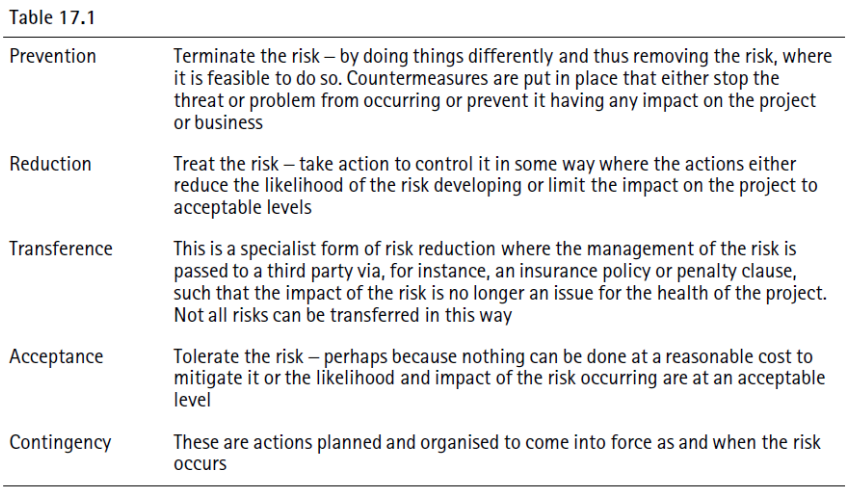 Table 17.1
Prevention Terminate the risk – by doing things differently and thus removing the risk, where
it is feasible to do so. Countermeasures are put in place that either stop the
threat or problem from occurring or prevent it having any impact on the project
or business
Reduction Treat the risk – take action to control it in some way where the actions either
reduce the likelihood of the risk developing or limit the impact on the project to
acceptable levels
Transference This is a specialist form of risk reduction where the management of the risk is
passed to a third party via, for instance, an insurance policy or penalty clause,
such that the impact of the risk is no longer an issue for the health of the project.
Not all risks can be transferred in this way
Acceptance Tolerate the risk – perhaps because nothing can be done at a reasonable cost to
mitigate it or the likelihood and impact of the risk occurring are at an acceptable
level
Contingency These are actions planned and organised to come into force as and when the risk
occurs